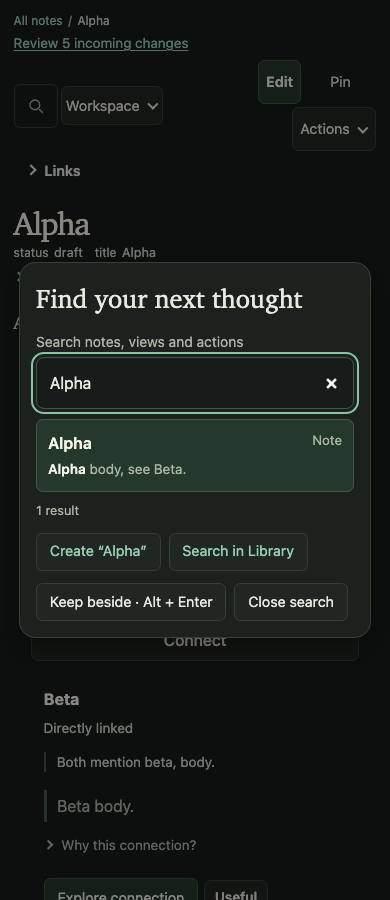 All notes / Alpha
Review 5 incoming changes
Edit
Pin
Workspace
Actions
Links
Alpha
status draft title Alpha
Find your next thought
Search notes, views and actions
Alpha
Alpha
Note
Alpha body, see Beta.
1 result
Create “Alpha”
Search in Library
Keep beside · Alt + Enter
Close search
Connect
Beta
Directly linked
Both mention beta, body.
Beta body.
Why this connection?
Explore connection
Useful